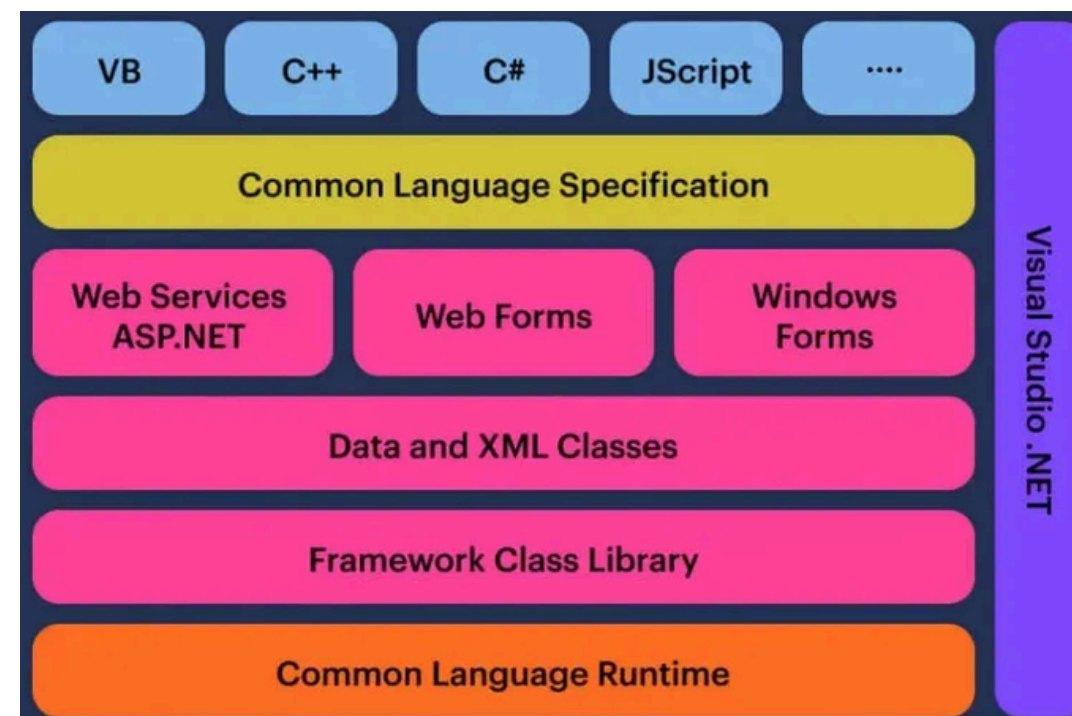 VB
C++
C#
JScript
....
Common Language Specification
Web Services
ASP.NET
Web Forms
Windows
Forms
Data and XML Classes
Framework Class Library
Common Language Runtime
Visual Studio .NET